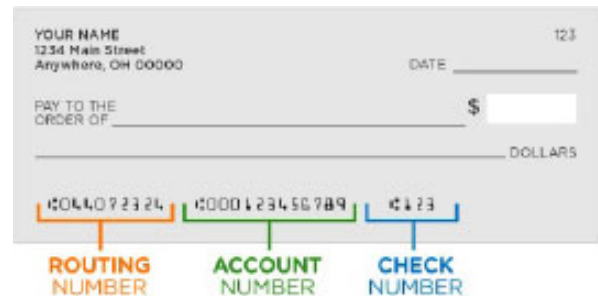 YOUR NAME 123
1234 Main Street
Anywhere, OH 00000
DATE
PAY TO THE
ORDER OF $
DOLLARS
⑆044072324⑆ ⑆000123456789⑆ ⑆123
ROUTING ACCOUNT CHECK
NUMBER NUMBER NUMBER